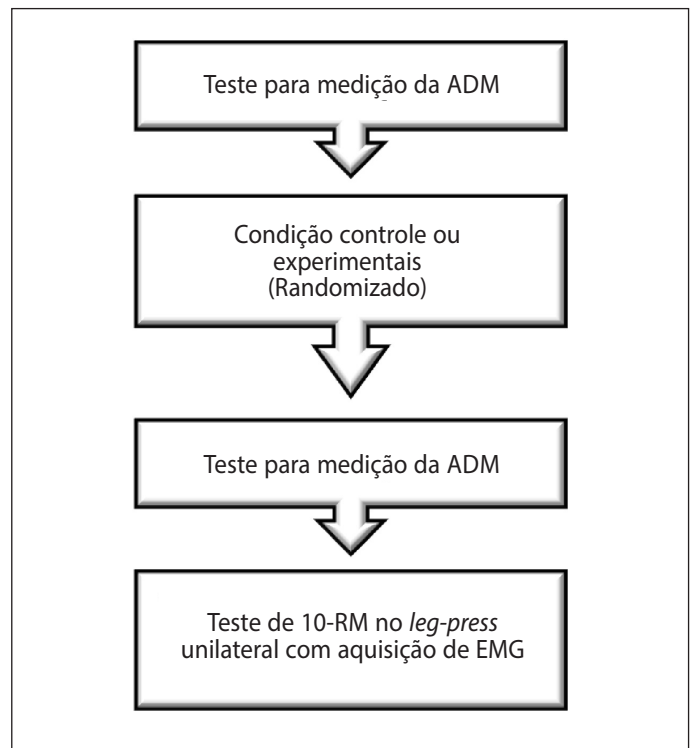 Teste para medição da ADM
Condição controle ou
experimentais
(Randomizado)
Teste para medição da ADM
Teste de 10-RM no leg-press
unilateral com aquisição de EMG